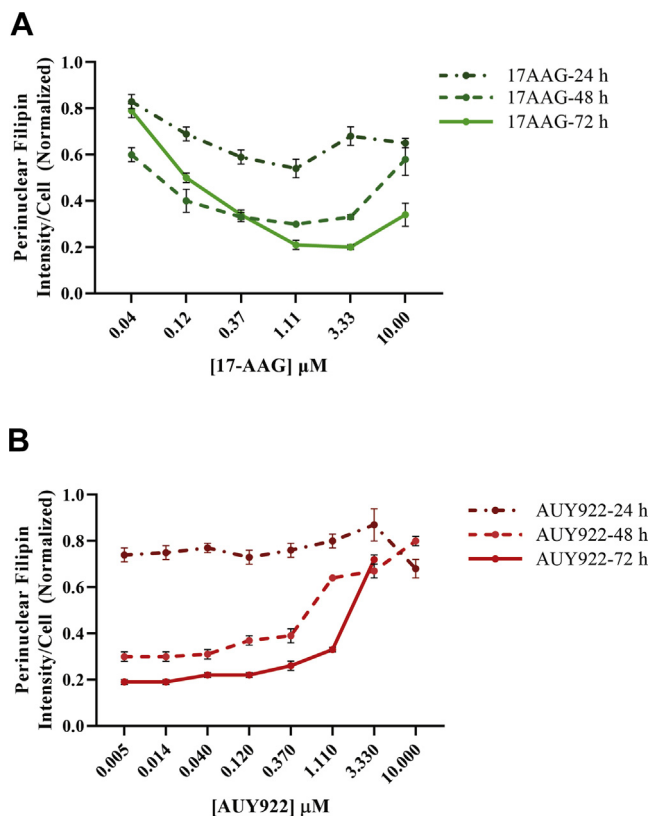 A
Perinuclear Filipin
Intensity/Cell (Normalized)
1.0
0.8
0.6
0.4
0.2
0.0
0.04
0.12
0.37
1.11
3.33
10.00
[17-AAG] μM
17AAG-24 h
17AAG-48 h
17AAG-72 h
B
Perinuclear Filipin
Intensity/Cell (Normalized)
1.0
0.8
0.6
0.4
0.2
0.0
0.005
0.014
0.040
0.120
0.370
1.110
3.330
10.000
[AUY922] μM
AUY922-24 h
AUY922-48 h
AUY922-72 h